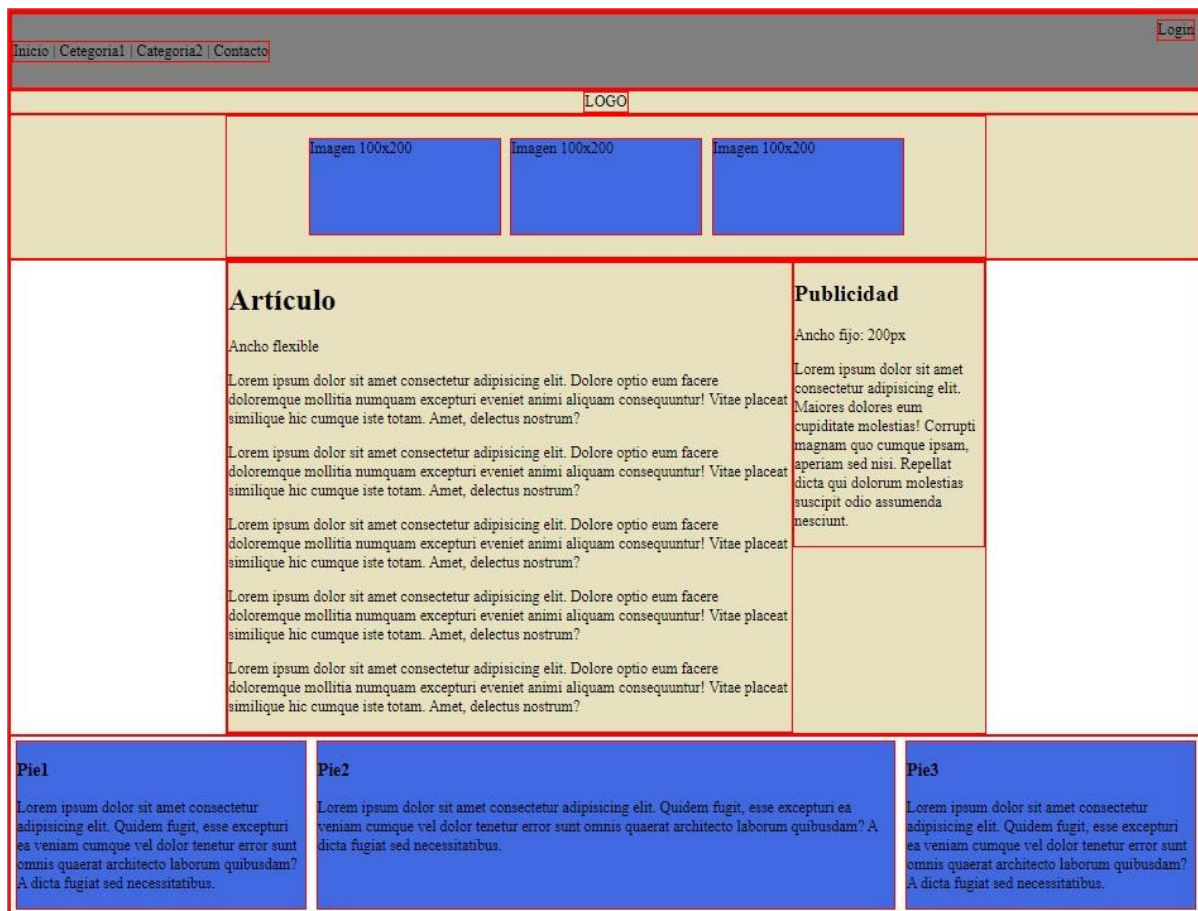 Login
Inicio | Cetegoria1 | Categoria2 | Contacto
LOGO
Imagen 100x200
Imagen 100x200
Imagen 100x200
Artículo
Ancho flexible
Lorem ipsum dolor sit amet consectetur adipisicing elit. Dolore optio eum facere
doloremque mollitia numquam excepturi eveniet animi aliquam consequuntur! Vitae placeat
similique hic cumque iste totam. Amet, delectus nostrum?
Lorem ipsum dolor sit amet consectetur adipisicing elit. Dolore optio eum facere
doloremque mollitia numquam excepturi eveniet animi aliquam consequuntur! Vitae placeat
similique hic cumque iste totam. Amet, delectus nostrum?
Lorem ipsum dolor sit amet consectetur adipisicing elit. Dolore optio eum facere
doloremque mollitia numquam excepturi eveniet animi aliquam consequuntur! Vitae placeat
similique hic cumque iste totam. Amet, delectus nostrum?
Lorem ipsum dolor sit amet consectetur adipisicing elit. Dolore optio eum facere
doloremque mollitia numquam excepturi eveniet animi aliquam consequuntur! Vitae placeat
similique hic cumque iste totam. Amet, delectus nostrum?
Lorem ipsum dolor sit amet consectetur adipisicing elit. Dolore optio eum facere
doloremque mollitia numquam excepturi eveniet animi aliquam consequuntur! Vitae placeat
similique hic cumque iste totam. Amet, delectus nostrum?
Publicidad
Ancho fijo: 200px
Lorem ipsum dolor sit amet
consectetur adipisicing elit.
Maiores dolores eum
cupiditate molestias! Corrupti
magnam quo cumque ipsam,
aperiam sed nisi. Repellat
dicta qui dolorum molestias
suscipit odio assumenda
nesciunt.
Pie1
Lorem ipsum dolor sit amet consectetur
adipisicing elit. Quidem fugit, esse excepturi
ea veniam cumque vel dolor tenetur error sunt
omnis quaerat architecto laborum quibusdam?
A dicta fugiat sed necessitatibus.
Pie2
Lorem ipsum dolor sit amet consectetur adipisicing elit. Quidem fugit, esse excepturi ea
veniam cumque vel dolor tenetur error sunt omnis quaerat architecto laborum quibusdam? A
dicta fugiat sed necessitatibus.
Pie3
Lorem ipsum dolor sit amet consectetur
adipisicing elit. Quidem fugit, esse excepturi
ea veniam cumque vel dolor tenetur error sunt
omnis quaerat architecto laborum quibusdam?
A dicta fugiat sed necessitatibus.